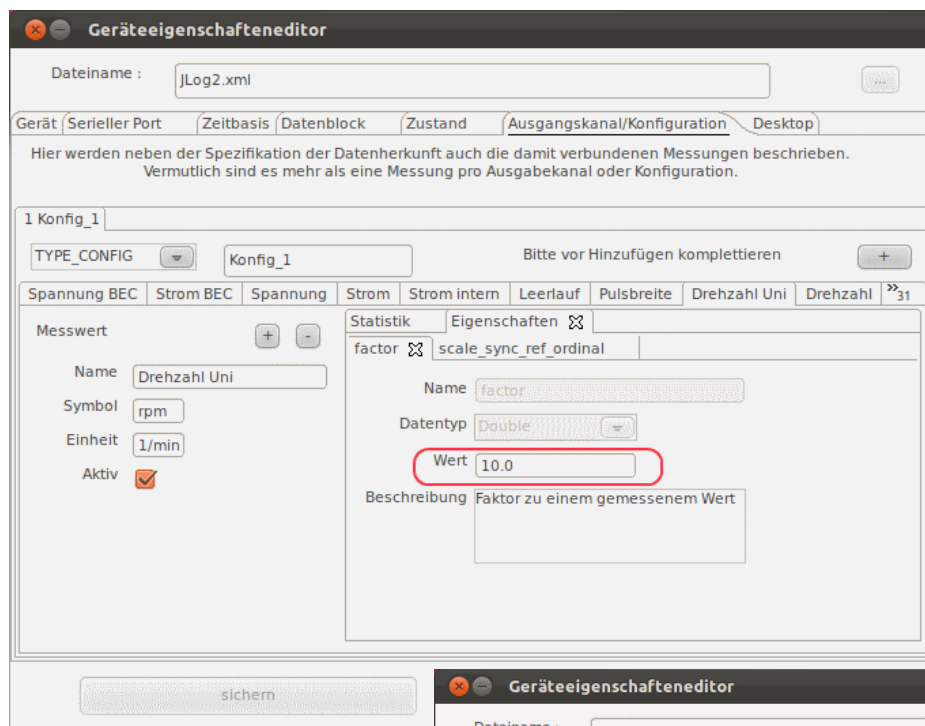 Geräteeigenschafteneditor
Dateiname :
JLog2.xml
...
Gerät Serieller Port Zeitbasis Datenblock Zustand Ausgangskanal/Konfiguration Desktop
Hier werden neben der Spezifikation der Datenherkunft auch die damit verbundenen Messungen beschrieben.
Vermutlich sind es mehr als eine Messung pro Ausgabekanal oder Konfiguration.
1 Konfig_1
TYPE_CONFIG Konfig_1 Bitte vor Hinzufügen komplettieren +
Spannung BEC Strom BEC Spannung Strom Strom intern Leerlauf Pulsbreite Drehzahl Uni Drehzahl »31
Messwert + -
Name Drehzahl Uni
Symbol rpm
Einheit 1/min
Aktiv
Statistik Eigenschaften
factor scale_sync_ref_ordinal
Name factor
Datentyp Double
Wert 10.0
Beschreibung Faktor zu einem gemessenem Wert
sichern
Geräteeigenschafteneditor
Dateiname :